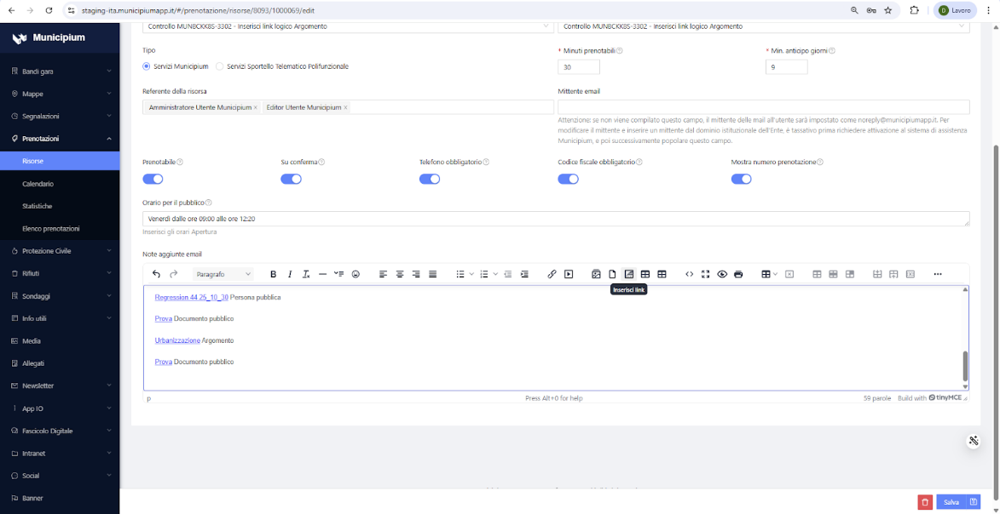 staging-ita.municipiumapp.it/#/prenotazione/risorse/8093/1000069/edit
D Lavoro
Municipium
Bandi gara
Mappe
Segnalazioni
Prenotazioni
Risorse
Calendario
Statistiche
Elenco prenotazioni
Protezione Civile
Rifiuti
Sondaggi
Info utili
Media
Allegati
Newsletter
App IO
Fascicolo Digitale
Intranet
Social
Banner
Controllo MUNBCKK8S-3302 - Inserisci link logico Argomento
Controllo MUNBCKK8S-3302 - Inserisci link logico Argomento
Tipo
Servizi Municipium Servizi Sportello Telematico Polifunzionale
* Minuti prenotabili
30
* Min. anticipo giorni
9
Referente della risorsa
Amministratore Utente Municipium × Editor Utente Municipium ×
Mittente email
Attenzione: se non viene compilato questo campo, il mittente delle mail all'utente sarà impostato come noreply@municipiumapp.it. Per
modificare il mittente e inserire un mittente dal dominio istituzionale dell'Ente, è tassativo prima richiedere attivazione al sistema di assistenza
Municipium, e poi successivamente popolare questo campo.
Prenotabile
Su conferma
Telefono obbligatorio
Codice fiscale obbligatorio
Mostra numero prenotazione
Orario per il pubblico
Venerdì dalle ore 09:00 alle ore 12:20
Inserisci gli orari Apertura
Note aggiunte email
Paragrafo
B I
Inserisci link
Regression 44 25_10_30 Persona pubblica
Prova Documento pubblico
Urbanizzazione Argomento
Prova Documento pubblico
p
Press Alt+0 for help
59 parole Build with tinyMCE
Salva